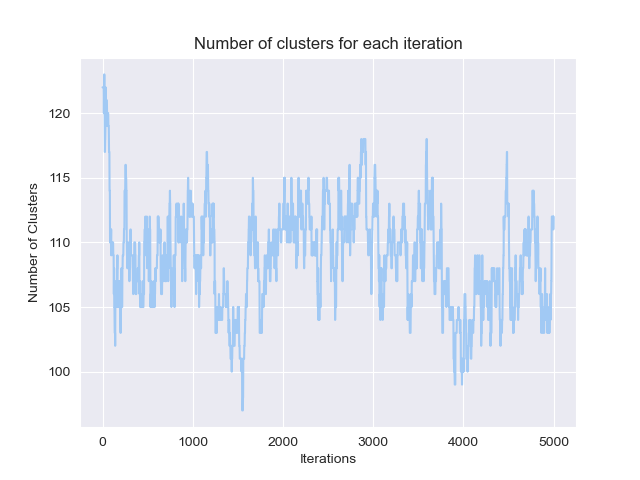 Number of clusters for each iteration
120
115
110
105
100
Number of Clusters
0 1000 2000 3000 4000 5000
Iterations